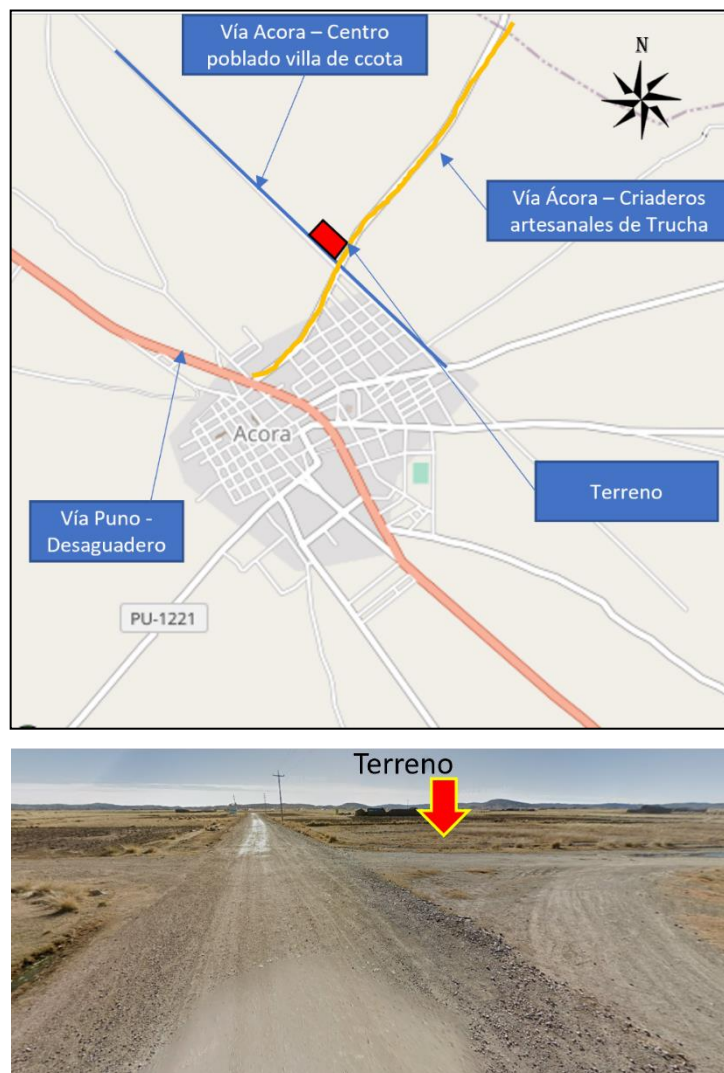 Vía Acora – Centro
poblado villa de ccota
N
Vía Ácora – Criaderos
artesanales de Trucha
Acora
Terreno
Vía Puno -
Desaguadero
PU-1221
Terreno